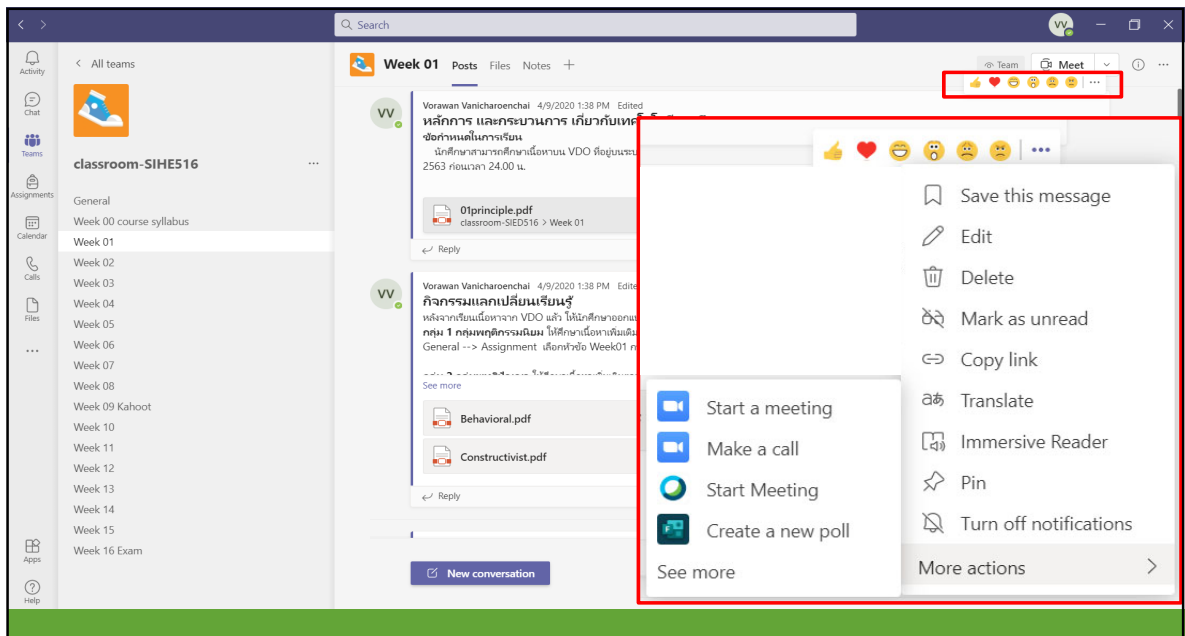 Search
VV
Activity
Chat
Teams
Assignments
Calendar
Calls
Files
Apps
Help
All teams
classroom-SIHE516
General
Week 00 course syllabus
Week 01
Week 02
Week 03
Week 04
Week 05
Week 06
Week 07
Week 08
Week 09 Kahoot
Week 10
Week 11
Week 12
Week 13
Week 14
Week 15
Week 16 Exam
Week 01 Posts Files Notes
Team Meet
VV
Vorawan Vanicharoenchai 4/9/2020 1:38 PM Edited
หลักการ และกระบวนการ เกี่ยวกับเทคโนโลยี
ข้อกำหนดในการเรียน
นักศึกษาสามารถศึกษาเนื้อหาบน VDO ที่อยู่บนระบ
2563 ก่อนเวลา 24.00 น.
01principle.pdf
classroom-SIED516 > Week 01
Reply
VV
Vorawan Vanicharoenchai 4/9/2020 1:38 PM Edite
กิจกรรมแลกเปลี่ยนเรียนรู้
หลังจากเรียนเนื้อหาจาก VDO แล้ว ให้นักศึกษาออกแบ
กลุ่ม 1 กลุ่มพฤติกรรมนิยม ให้ศึกษาเนื้อหาเพิ่มเติม
General --> Assignment เลือกหัวข้อ Week01 ก
See more
Behavioral.pdf
Constructivist.pdf
Reply
New conversation
Save this message
Edit
Delete
Mark as unread
Copy link
Translate
Immersive Reader
Pin
Turn off notifications
More actions
Start a meeting
Make a call
Start Meeting
Create a new poll
See more